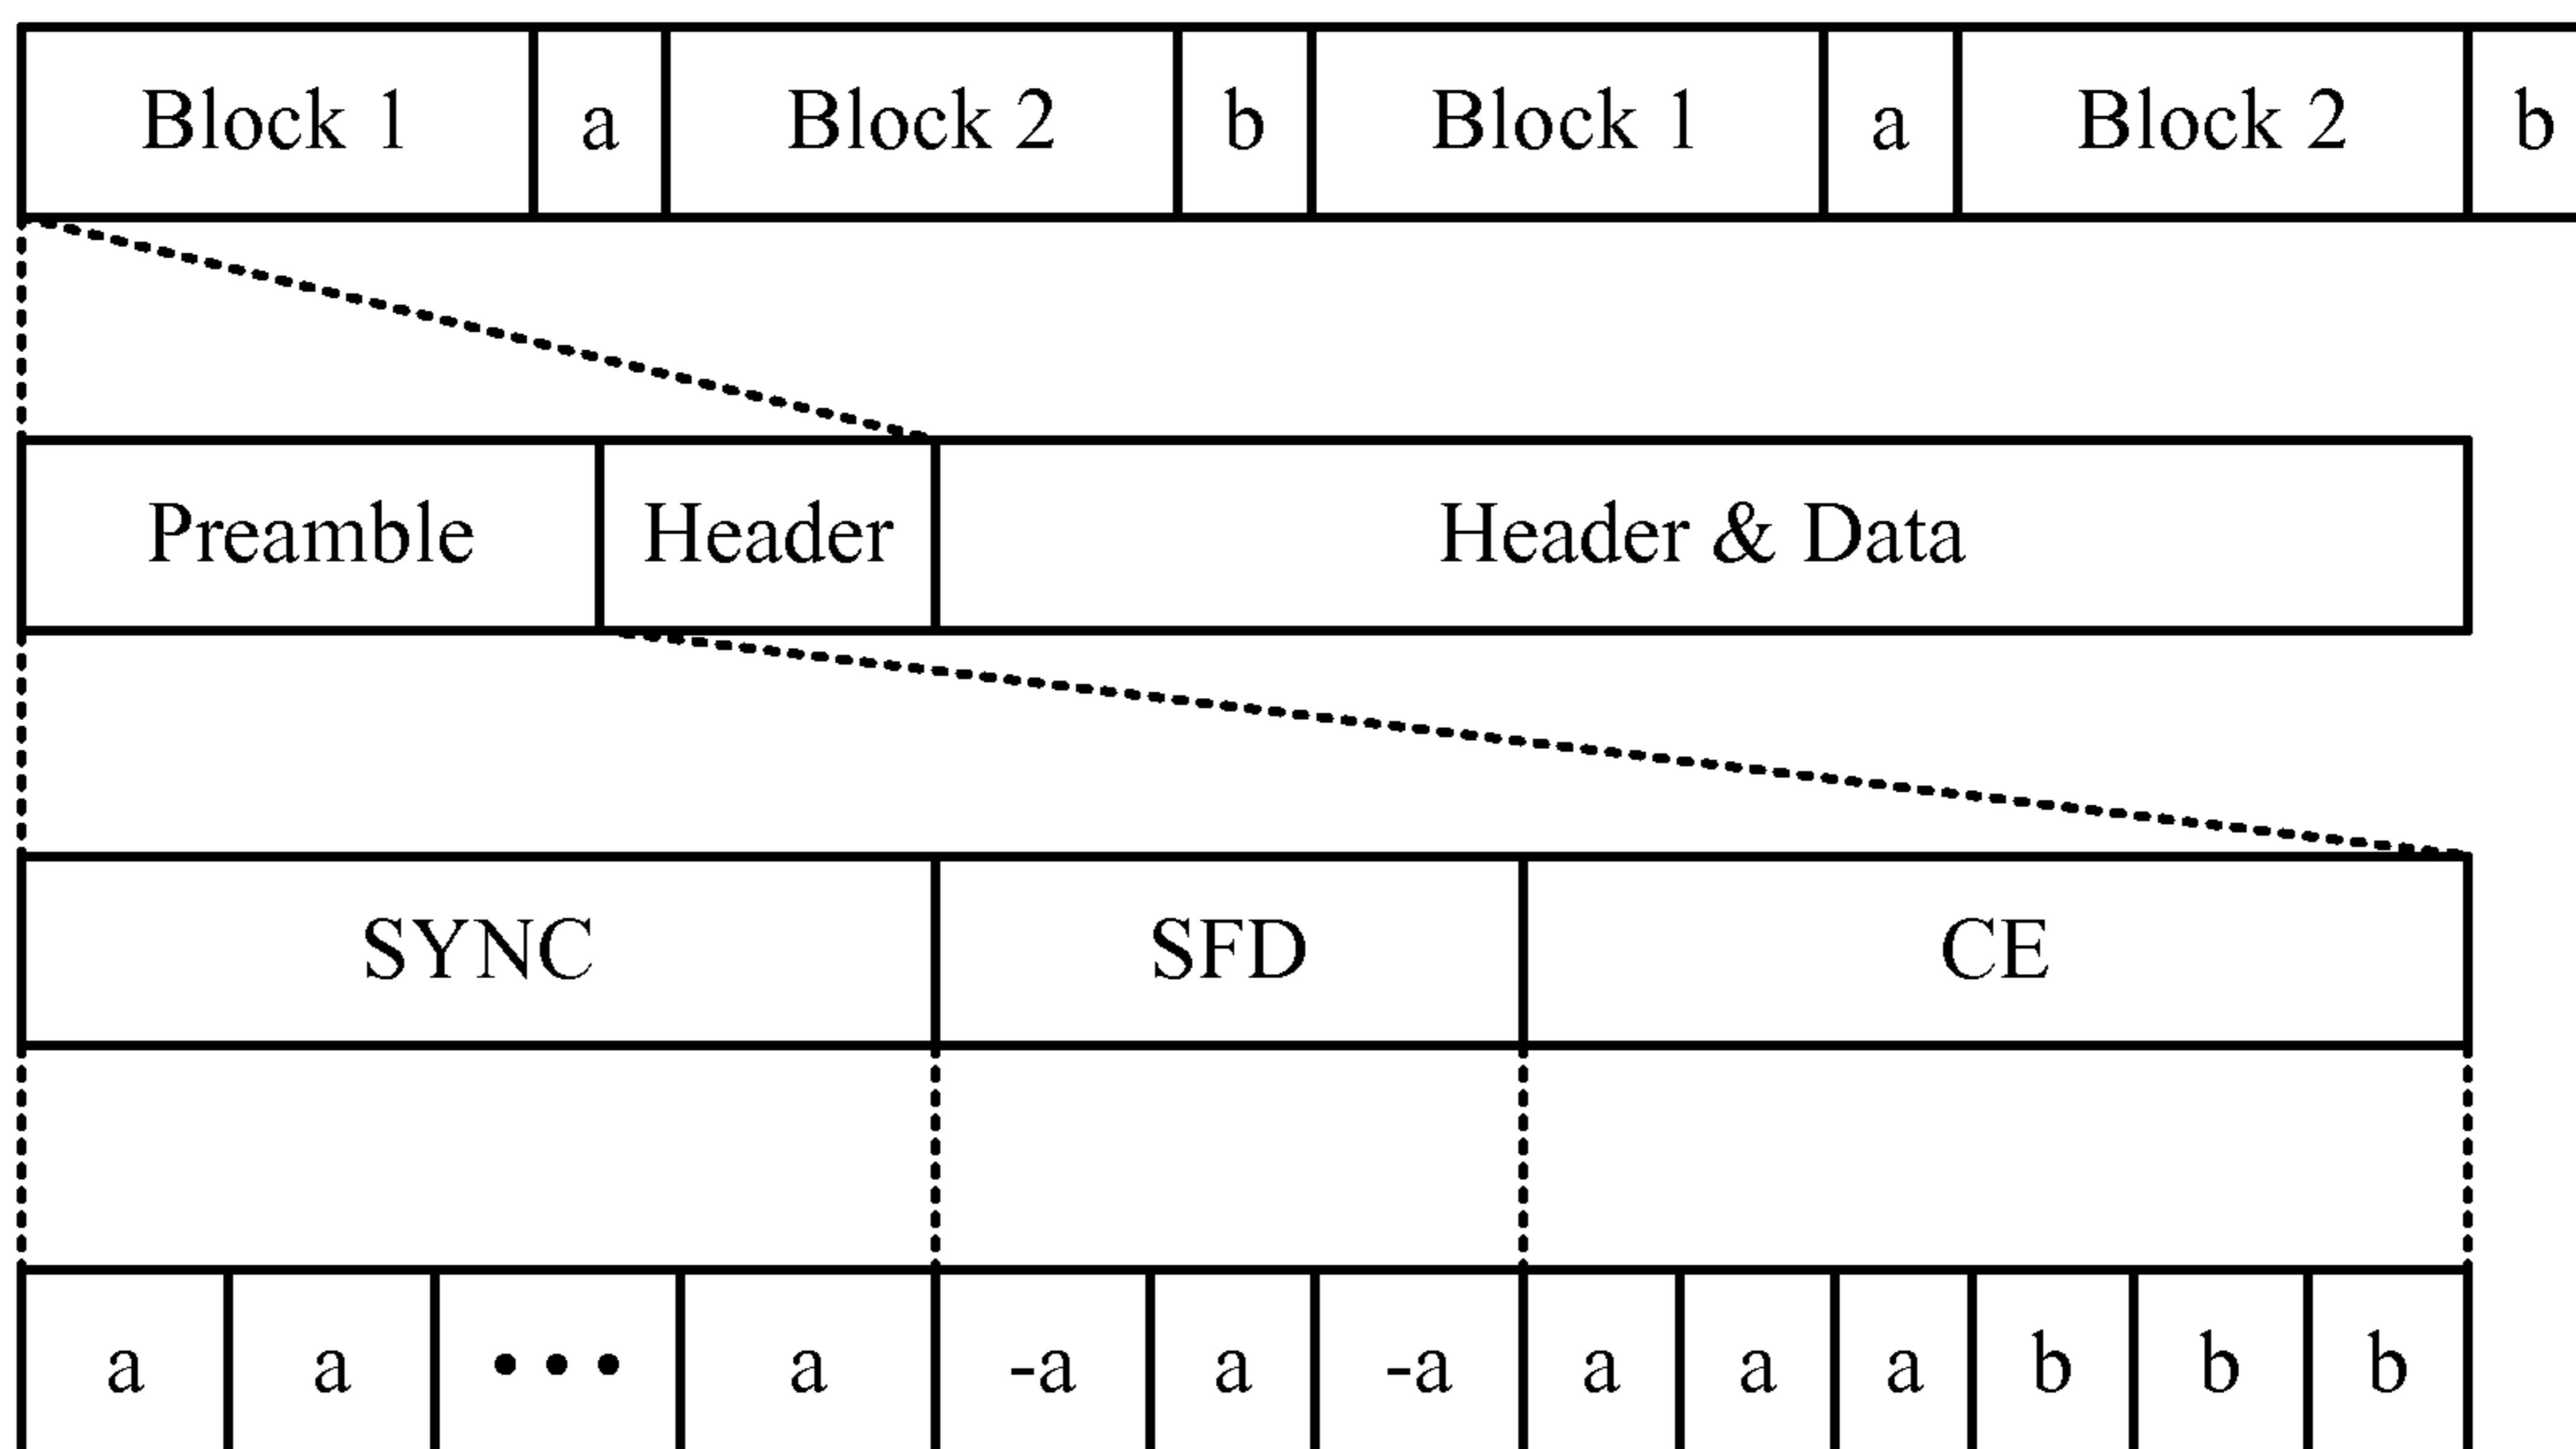 Block 1 a Block 2 b Block 1 a Block 2 b
Preamble Header Header & Data
SYNC SFD CE
a a ••• a -a a -a a a a b b b